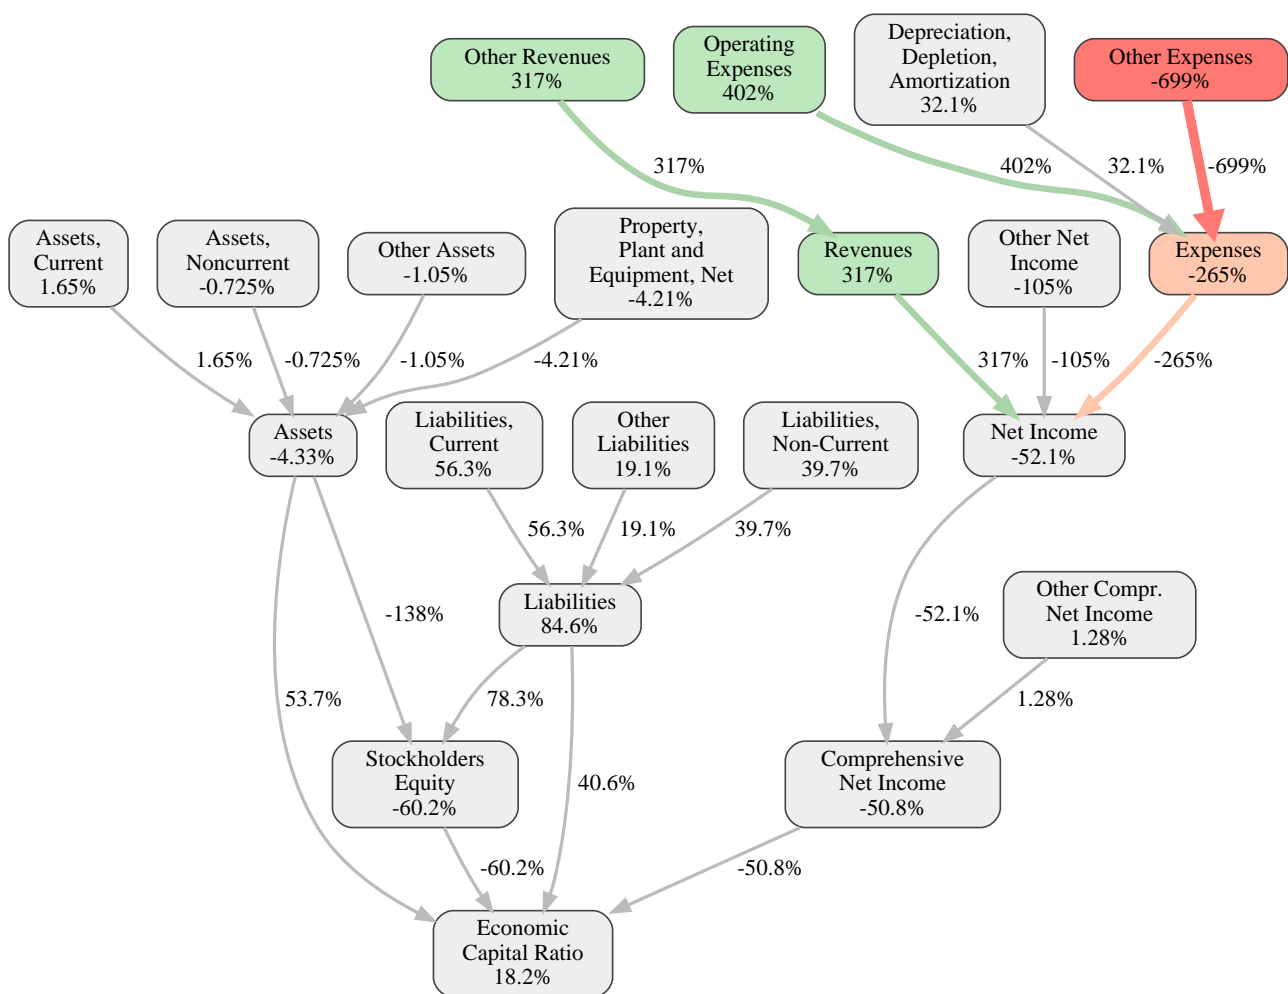 Other Revenues
317%
Operating
Expenses
402%
Depreciation,
Depletion,
Amortization
32.1%
Other Expenses
-699%
317%
402%
32.1%
-699%
Assets,
Current
1.65%
Assets,
Noncurrent
-0.725%
Other Assets
-1.05%
Property,
Plant and
Equipment, Net
-4.21%
Revenues
317%
Other Net
Income
-105%
Expenses
-265%
1.65%
-0.725%
-1.05%
-4.21%
317%
-105%
-265%
Assets
-4.33%
Liabilities,
Current
56.3%
Other
Liabilities
19.1%
Liabilities,
Non-Current
39.7%
Net Income
-52.1%
56.3%
19.1%
39.7%
Liabilities
84.6%
-138%
-52.1%
Other Compr.
Net Income
1.28%
53.7%
78.3%
1.28%
Stockholders
Equity
-60.2%
40.6%
Comprehensive
Net Income
-50.8%
-60.2%
-50.8%
Economic
Capital Ratio
18.2%